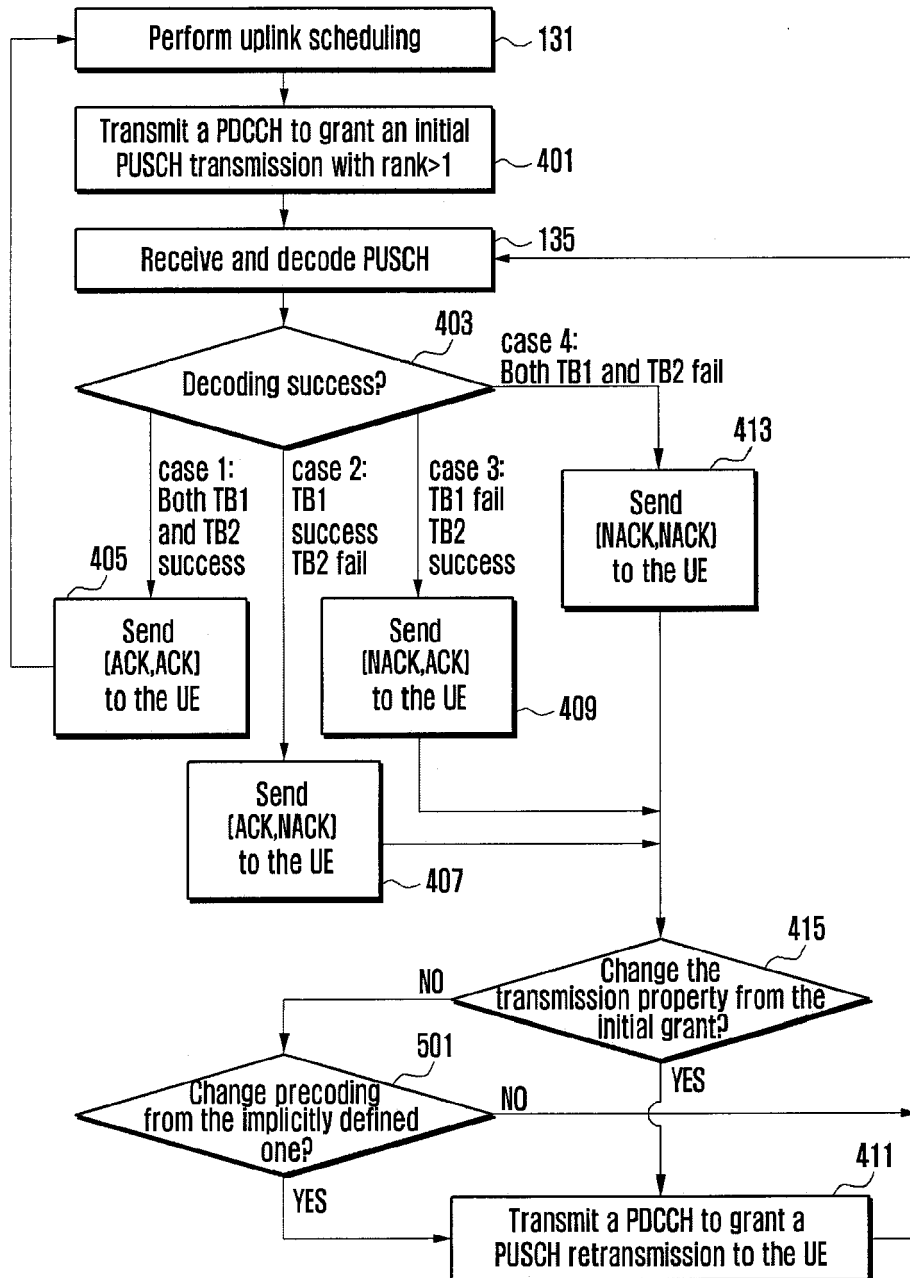 Perform uplink scheduling
131
Transmit a PDCCH to grant an initial
PUSCH transmission with rank>1
401
135
Receive and decode PUSCH
403
Decoding success?
case 4:
Both TB1 and TB2 fail
413
Send
(NACK,NACK)
to the UE
case 1:
Both TB1
and TB2
success
case 2:
TB1
success
TB2 fail
case 3:
TB1 fail
TB2
success
405
Send
(ACK,ACK)
to the UE
Send
(NACK,ACK)
to the UE
409
Send
(ACK,NACK)
to the UE
407
415
Change the
transmission property from the
initial grant?
NO
YES
501
Change precoding
from the implicitly defined
one?
NO
YES
411
Transmit a PDCCH to grant a
PUSCH retransmission to the UE